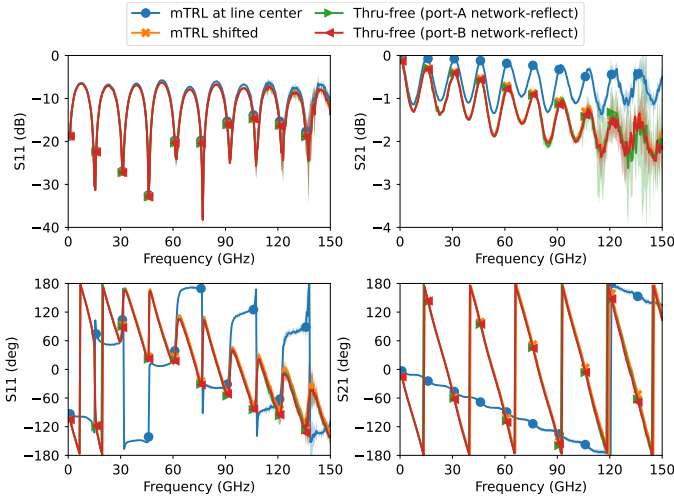 mTRL at line center
mTRL shifted
Thru-free (port-A network-reflect)
Thru-free (port-B network-reflect)
0
−10
−20
−30
−40
S11 (dB)
0 30 60 90 120 150
Frequency (GHz)
0
−1
−2
−3
−4
S21 (dB)
0 30 60 90 120 150
Frequency (GHz)
180
120
60
0
−60
−120
−180
S11 (deg)
0 30 60 90 120 150
Frequency (GHz)
180
120
60
0
−60
−120
−180
S21 (deg)
0 30 60 90 120 150
Frequency (GHz)